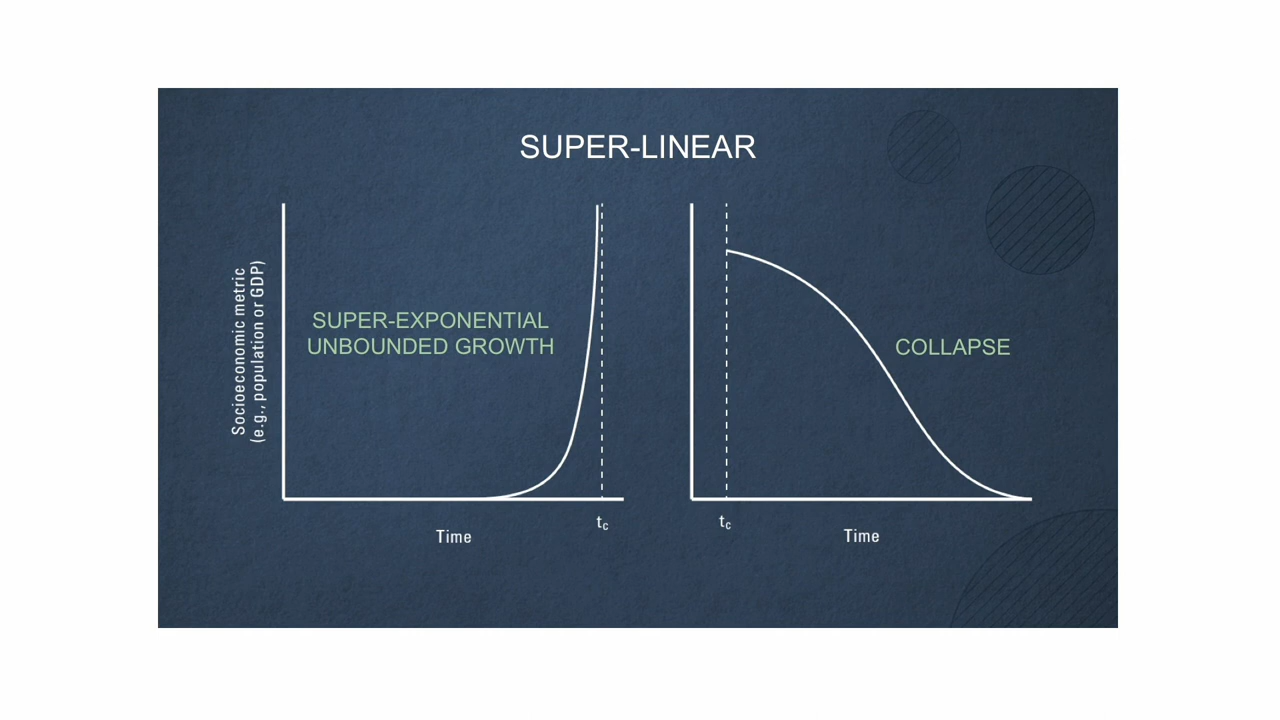 SUPER-LINEAR
Socioeconomic metric
(e.g., population or GDP)
SUPER-EXPONENTIAL
UNBOUNDED GROWTH
tc
Time
COLLAPSE
tc
Time